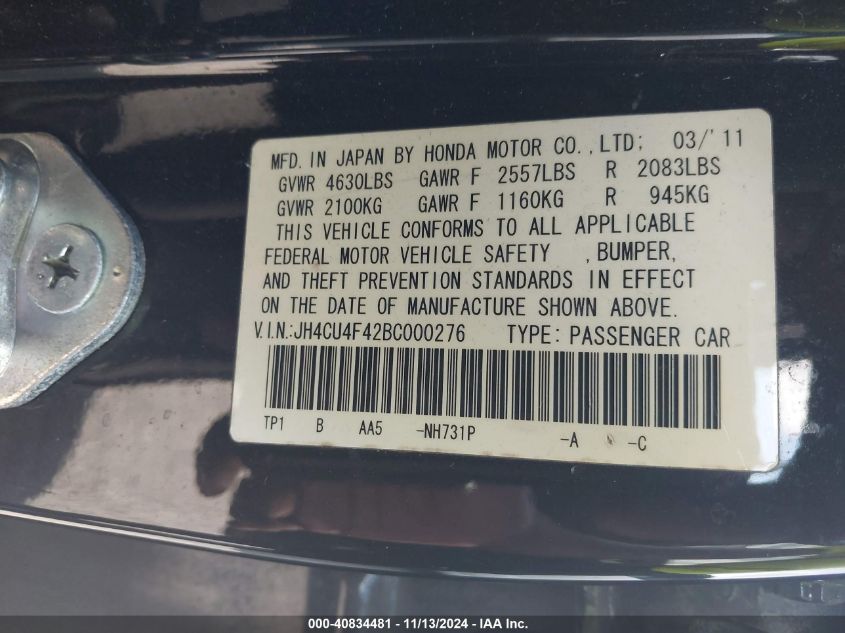 MFD. IN JAPAN BY HONDA MOTOR CO., LTD; 03/'11
GVWR 4630LBS GAWR F 2557LBS R 2083LBS
GVWR 2100KG GAWR F 1160KG R 945KG
THIS VEHICLE CONFORMS TO ALL APPLICABLE
FEDERAL MOTOR VEHICLE SAFETY , BUMPER,
AND THEFT PREVENTION STANDARDS IN EFFECT
ON THE DATE OF MANUFACTURE SHOWN ABOVE.
V.I.N.:JH4CU4F42BC000276 TYPE: PASSENGER CAR
TP1 B AA5 -NH731P -A -C
000-40834481 - 11/13/2024 - IAA Inc.